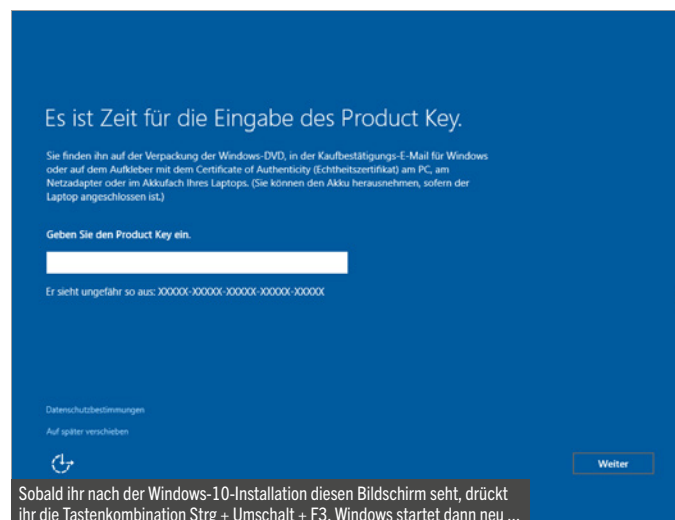 Es ist Zeit für die Eingabe des Product Key.
Sie finden ihn auf der Verpackung der Windows-DVD, in der Kaufbestätigungs-E-Mail für Windows
oder auf dem Aufkleber mit dem Certificate of Authenticity (Echtheitszertifikat) am PC, am
Netzadapter oder im Akkufach Ihres Laptops. (Sie können den Akku herausnehmen, sofern der
Laptop angeschlossen ist.)
Geben Sie den Product Key ein.
Er sieht ungefähr so aus: XXXXX-XXXXX-XXXXX-XXXXX-XXXXX
Datenschutzbestimmungen
Auf später verschieben
Weiter
Sobald ihr nach der Windows-10-Installation diesen Bildschirm seht, drückt
ihr die Tastenkombination Strg + Umschalt + F3. Windows startet dann neu ...